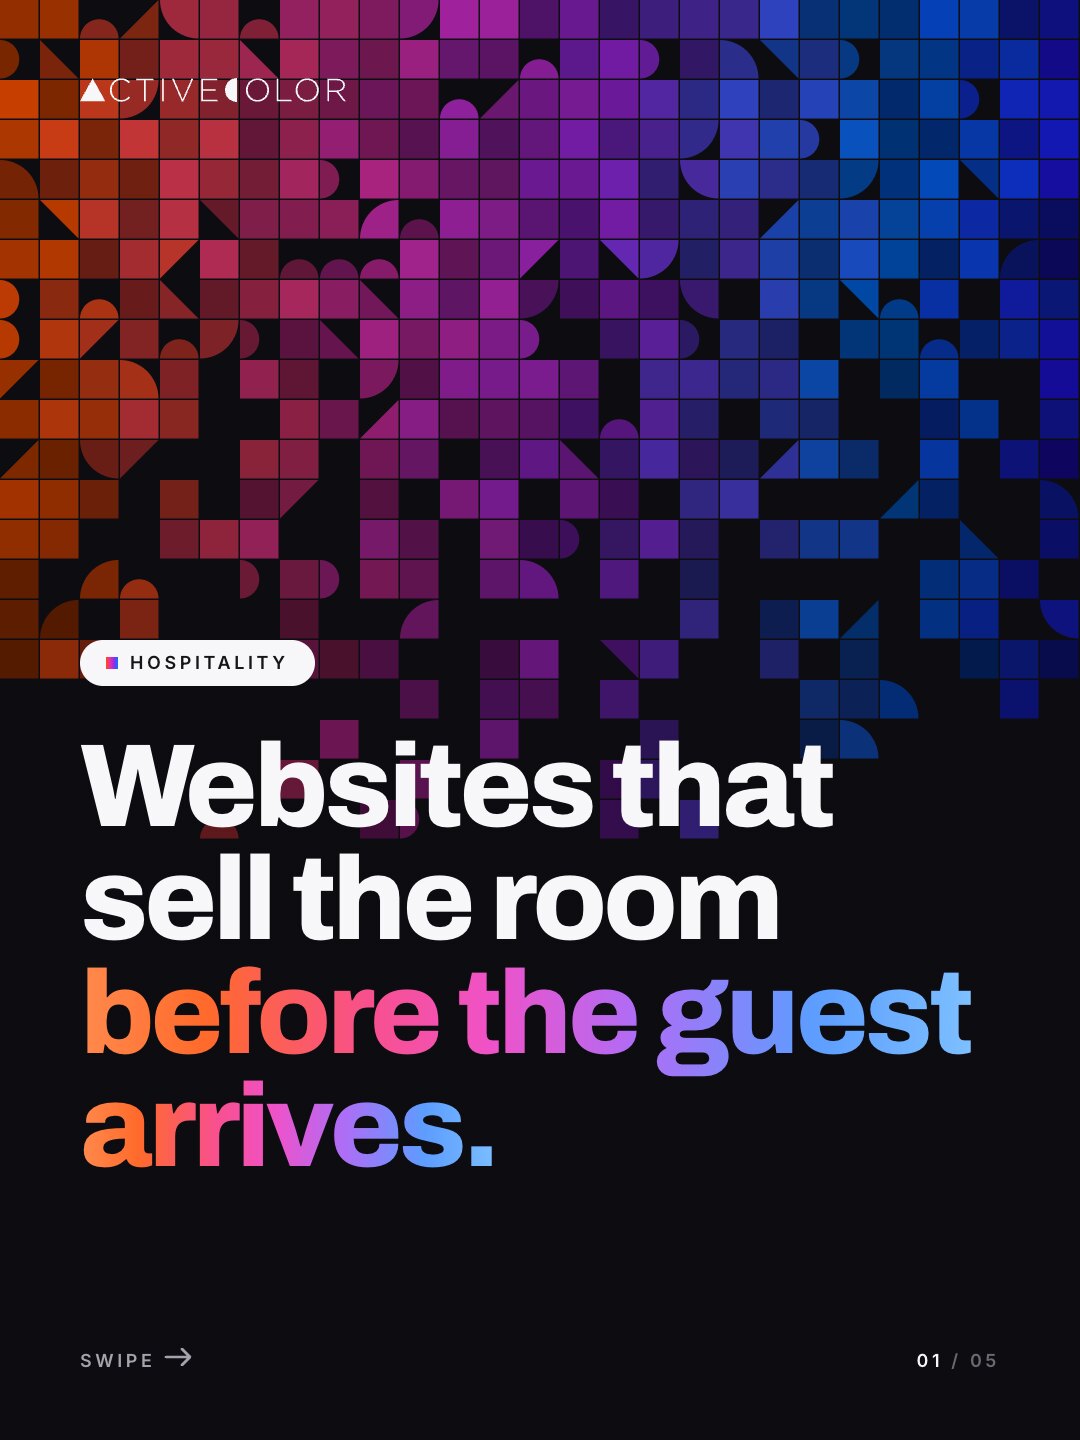 ACTIVECOLOR
HOSPITALITY
Websites that
sell the room
before the guest
arrives.
SWIPE →
01 / 05